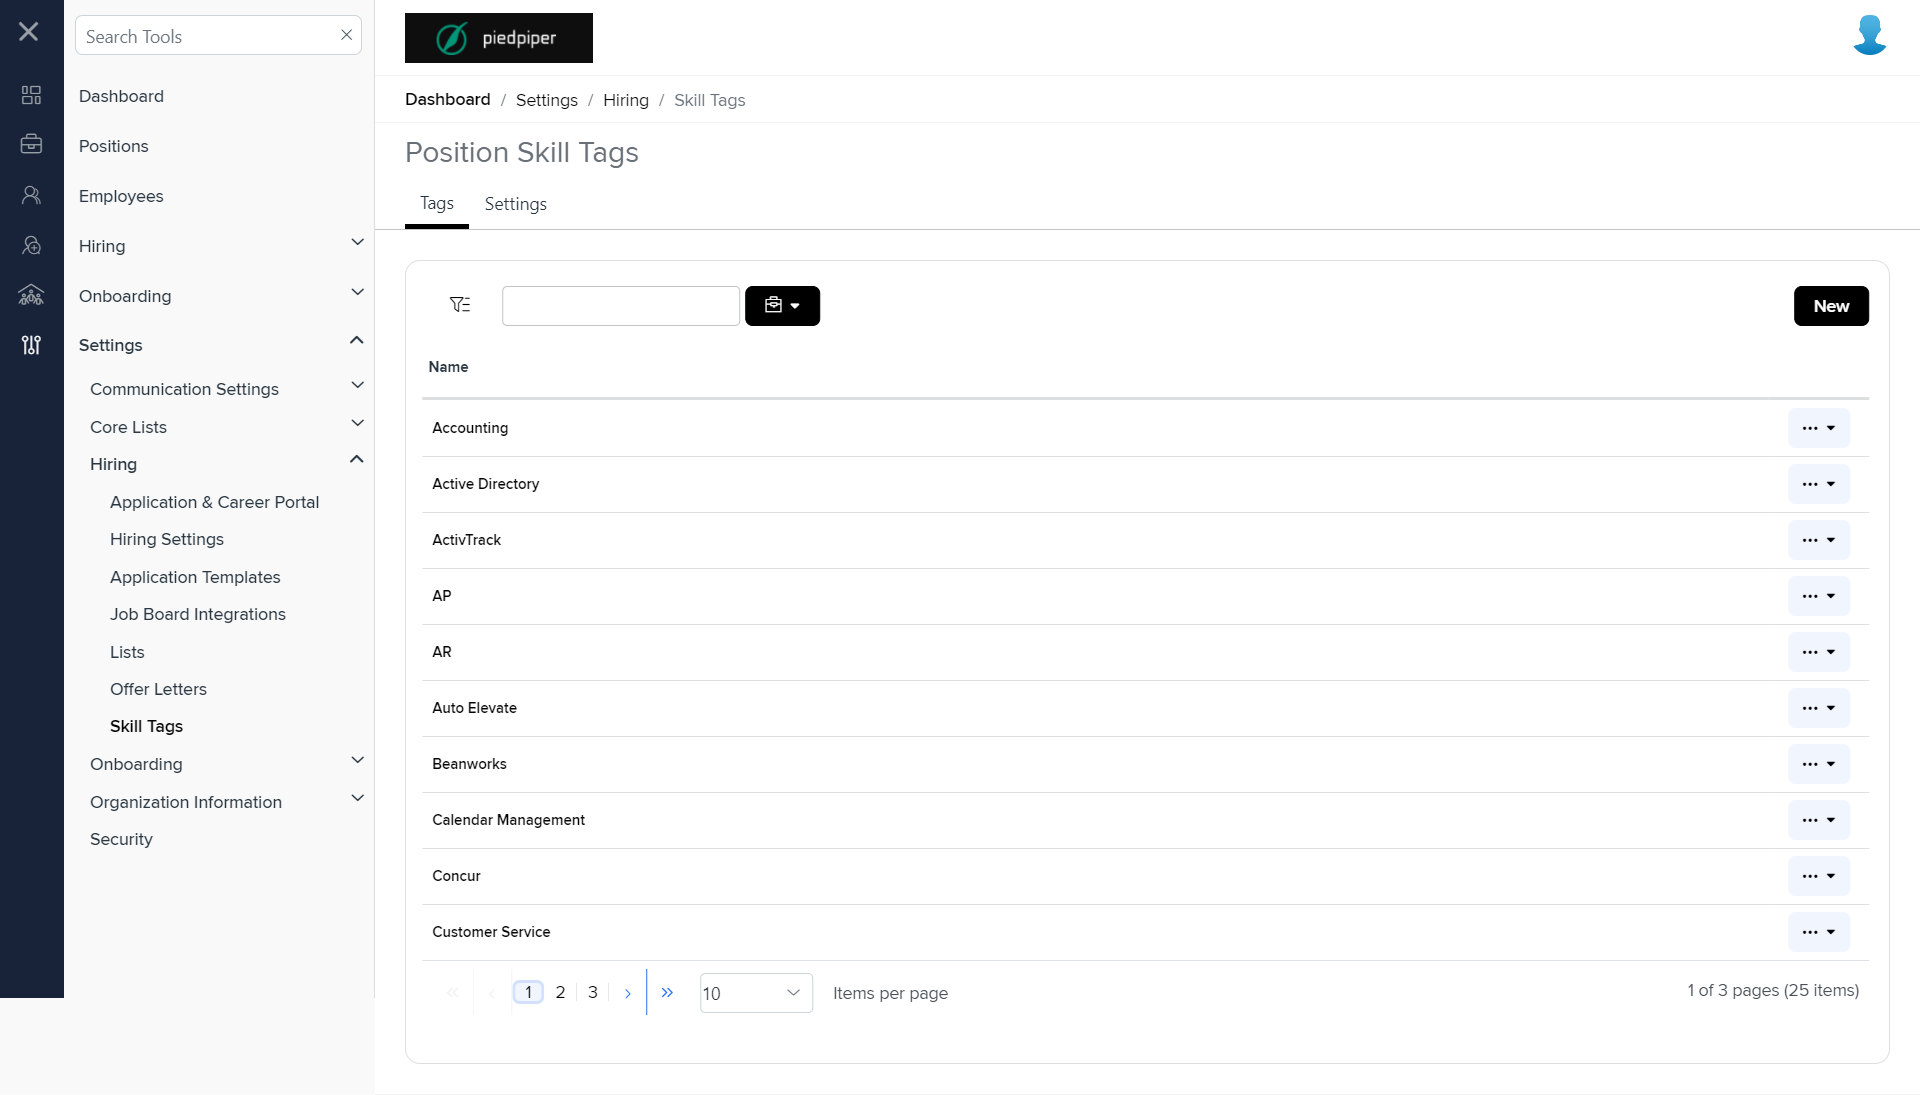 Search Tools
Dashboard
Positions
Employees
Hiring
Onboarding
Settings
Communication Settings
Core Lists
Hiring
Application & Career Portal
Hiring Settings
Application Templates
Job Board Integrations
Lists
Offer Letters
Skill Tags
Onboarding
Organization Information
Security
piedpiper
Dashboard / Settings / Hiring / Skill Tags
Position Skill Tags
Tags Settings
New
Name
Accounting
Active Directory
ActivTrack
AP
AR
Auto Elevate
Beanworks
Calendar Management
Concur
Customer Service
« ‹ 1 2 3 › » 10 Items per page 1 of 3 pages (25 items)